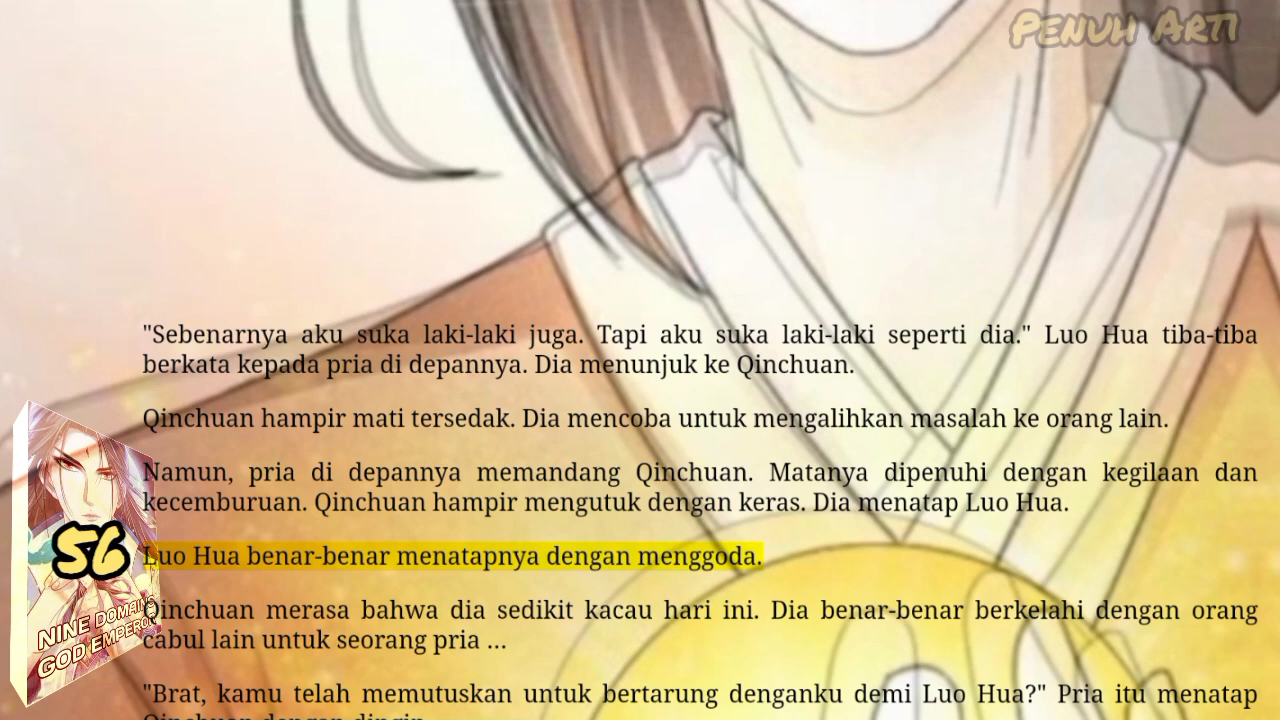 PENUH ARTI
"Sebenarnya aku suka laki-laki juga. Tapi aku suka laki-laki seperti dia." Luo Hua tiba-tiba
berkata kepada pria di depannya. Dia menunjuk ke Qinchuan.
Qinchuan hampir mati tersedak. Dia mencoba untuk mengalihkan masalah ke orang lain.
Namun, pria di depannya memandang Qinchuan. Matanya dipenuhi dengan kegilaan dan
kecemburuan. Qinchuan hampir mengutuk dengan keras. Dia menatap Luo Hua.
Luo Hua benar-benar menatapnya dengan menggoda.
Qinchuan merasa bahwa dia sedikit kacau hari ini. Dia benar-benar berkelahi dengan orang
cabul lain untuk seorang pria ...
"Brat, kamu telah memutuskan untuk bertarung denganku demi Luo Hua?" Pria itu menatap
Qinchuan dengan dingin.
56
NINE DOMAINS
GOD EMPEROR